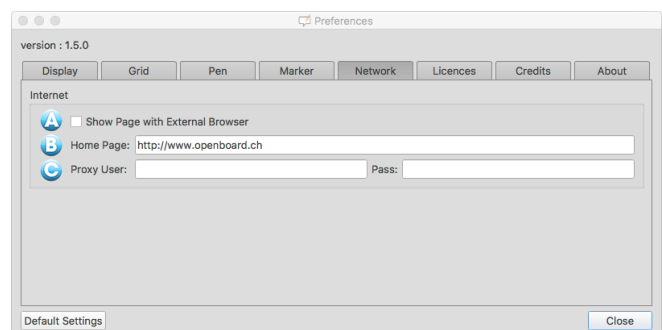 Preferences
version : 1.5.0
Display Grid Pen Marker Network Licences Credits About
Internet
A Show Page with External Browser
B Home Page: http://www.openboard.ch
C Proxy User: Pass:
Default Settings Close